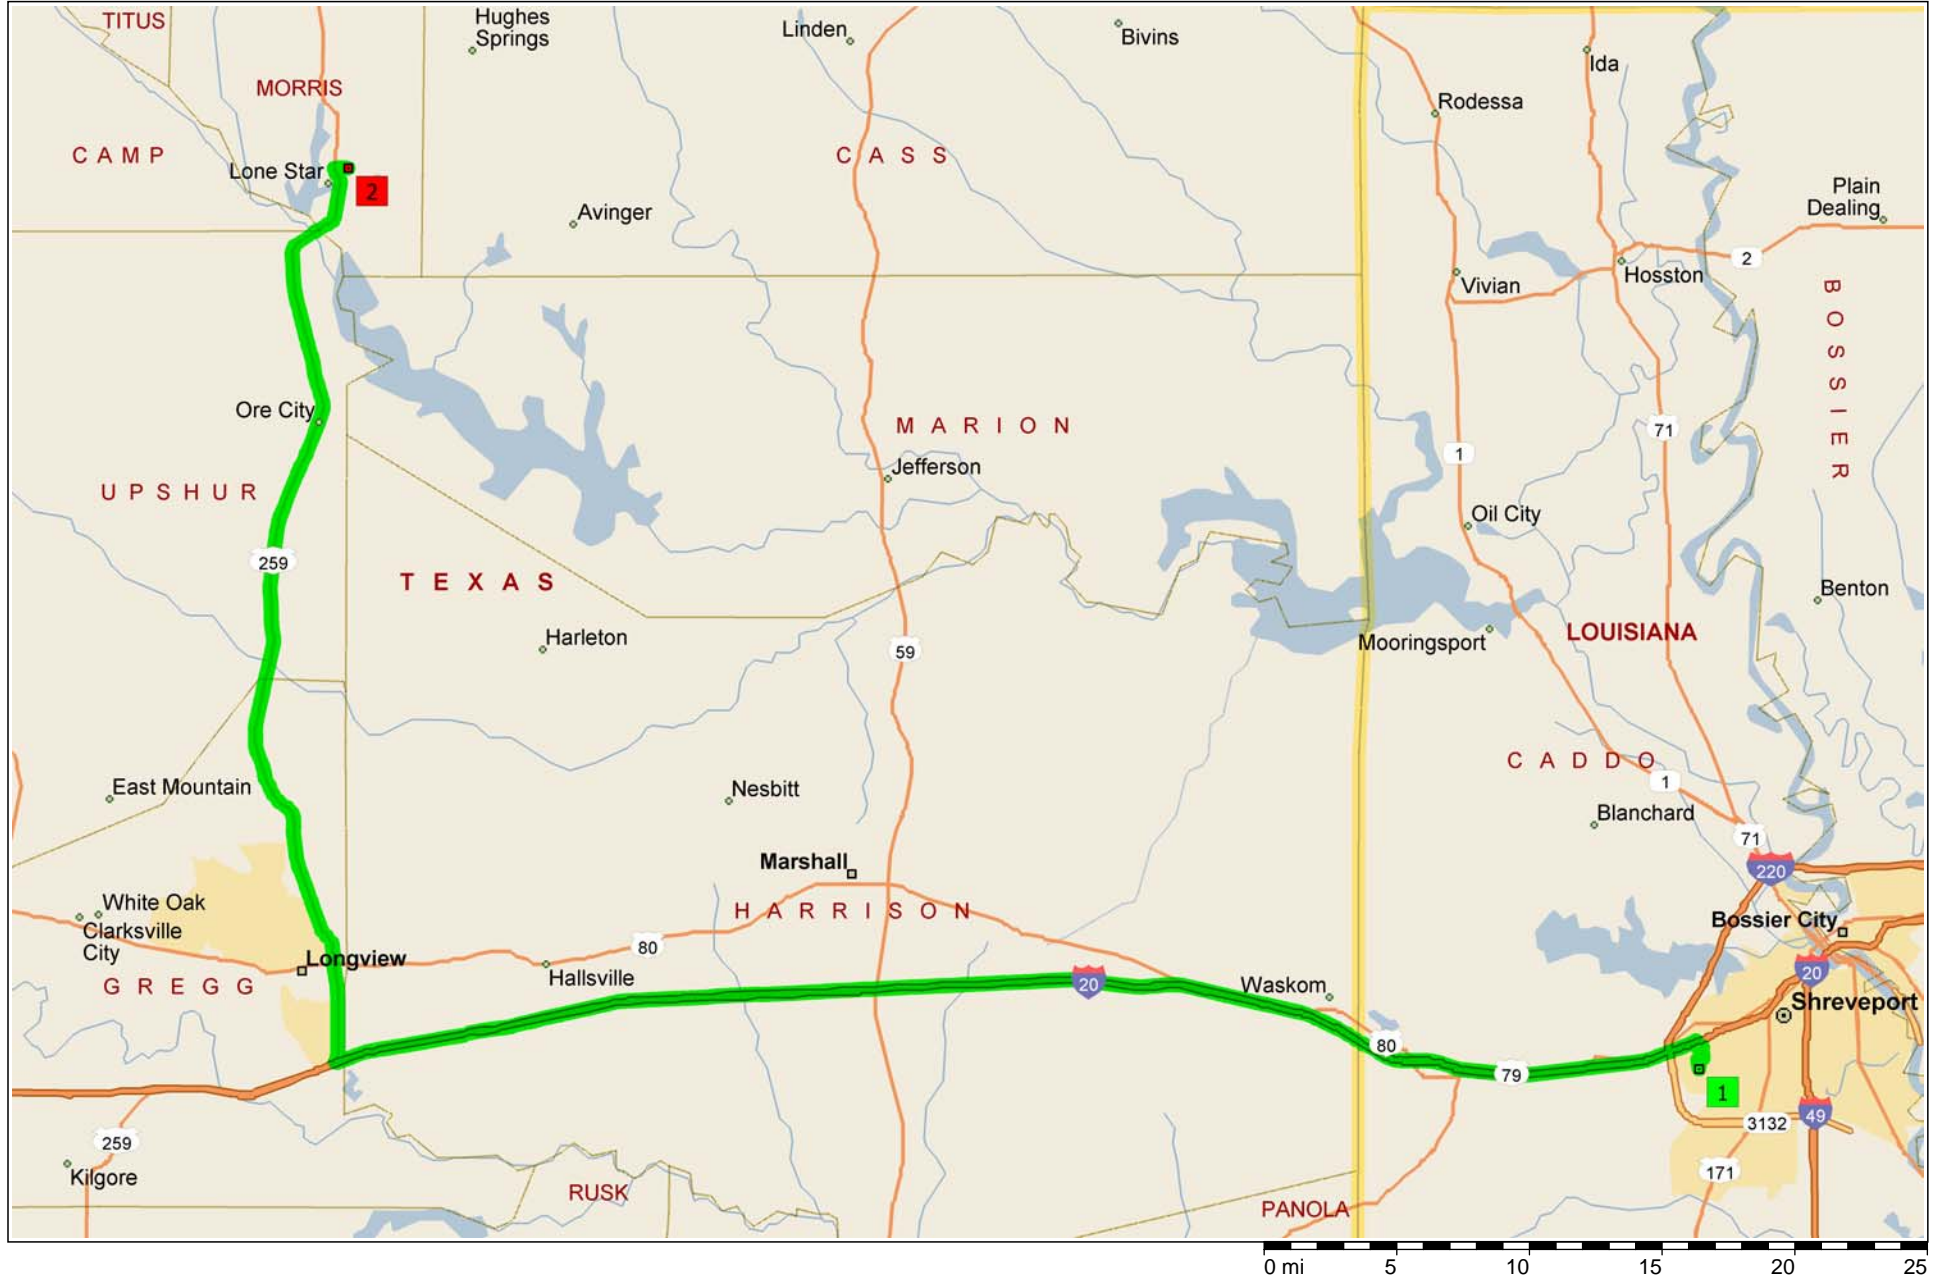 TITUS
Hughes
Springs
Linden
Bivins
Ida
MORRIS
Rodessa
CAMP
Lone Star
CASS
2
Plain
Dealing
Avinger
2
Hosston
Vivian
BOSSIER
Ore City
MARION
71
1
Jefferson
UPSHUR
Oil City
259
TEXAS
Benton
Harleton
59
Mooringsport
LOUISIANA
CADDO
1
East Mountain
Nesbitt
Blanchard
71
Marshall
220
White Oak
Clarksville
City
HARRISON
Bossier City
80
Longview
Hallsville
20
20
GREGG
Waskom
Shreveport
80
79
1
49
3132
259
171
Kilgore
RUSK
PANOLA
0 mi 5 10 15 20 25